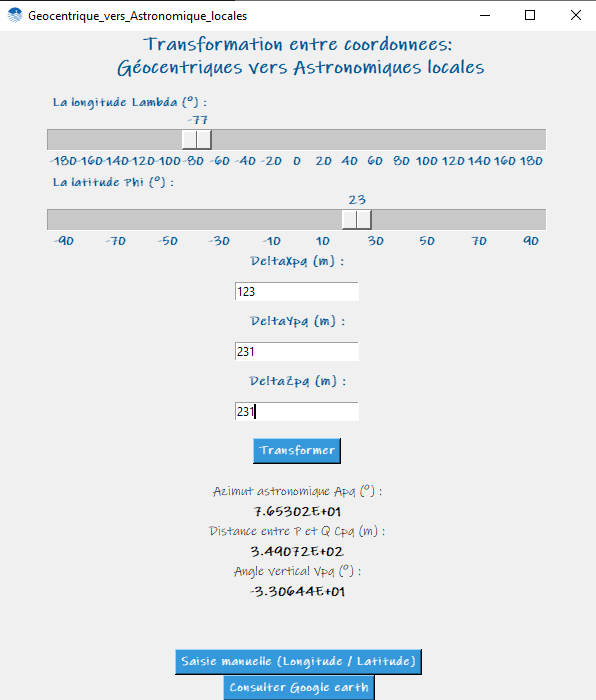 Geocentrique_vers_Astronomique_locales
Transformation entre coordonnees:
Géocentriques vers Astronomiques locales
La longitude Lambda (°) :
-77
-180 -160 -140 -120 -100 -80 -60 -40 -20 0 20 40 60 80 100 120 140 160 180
La latitude Phi (°) :
23
-90 -70 -50 -30 -10 10 30 50 70 90
DeltaXpq (m) :
123
DeltaYpq (m) :
231
DeltaZpq (m) :
231
Transformer
Azimut astronomique Apq (°) :
7.65302E+01
Distance entre P et Q Cpq (m) :
3.49072E+02
Angle vertical Vpq (°) :
-3.30644E+01
Saisie manuelle (Longitude / Latitude)
Consulter Google earth